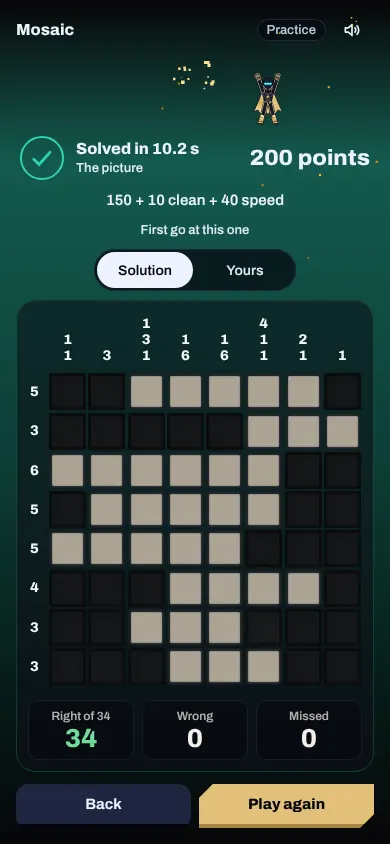 Mosaic
Practice
Solved in 10.2 s
The picture
200 points
150 + 10 clean + 40 speed
First go at this one
Solution
Yours
1 4
3 1 1 1 2
1 3 1 6 6 1 1 1
1
5
3
6
5
5
4
3
3
Right of 34
34
Wrong
0
Missed
0
Back
Play again